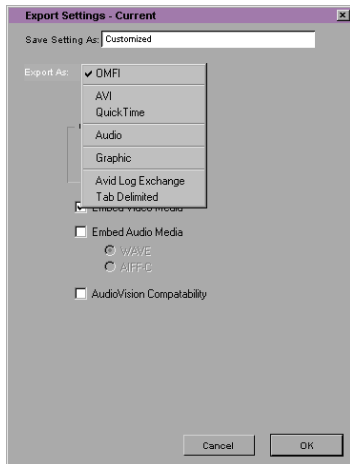 Export Settings - Current
Save Setting As: Customized
Export As: OMFI
AVI
QuickTime
Audio
Graphic
Avid Log Exchange
Tab Delimited
Embed Video Media
Embed Audio Media
WAVE
AIFF-C
AudioVision Compatability
Cancel OK